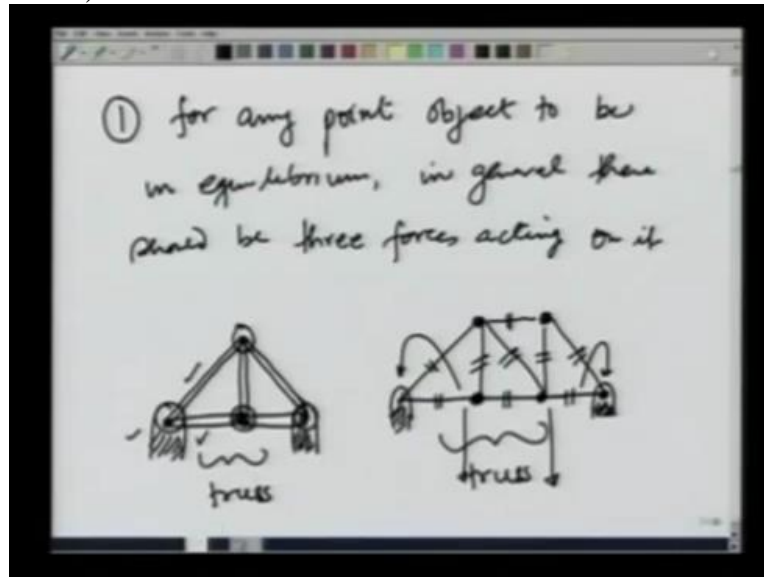 ① for any point object to be
in equilibrium, in general there
should be three forces acting on it
truss
truss